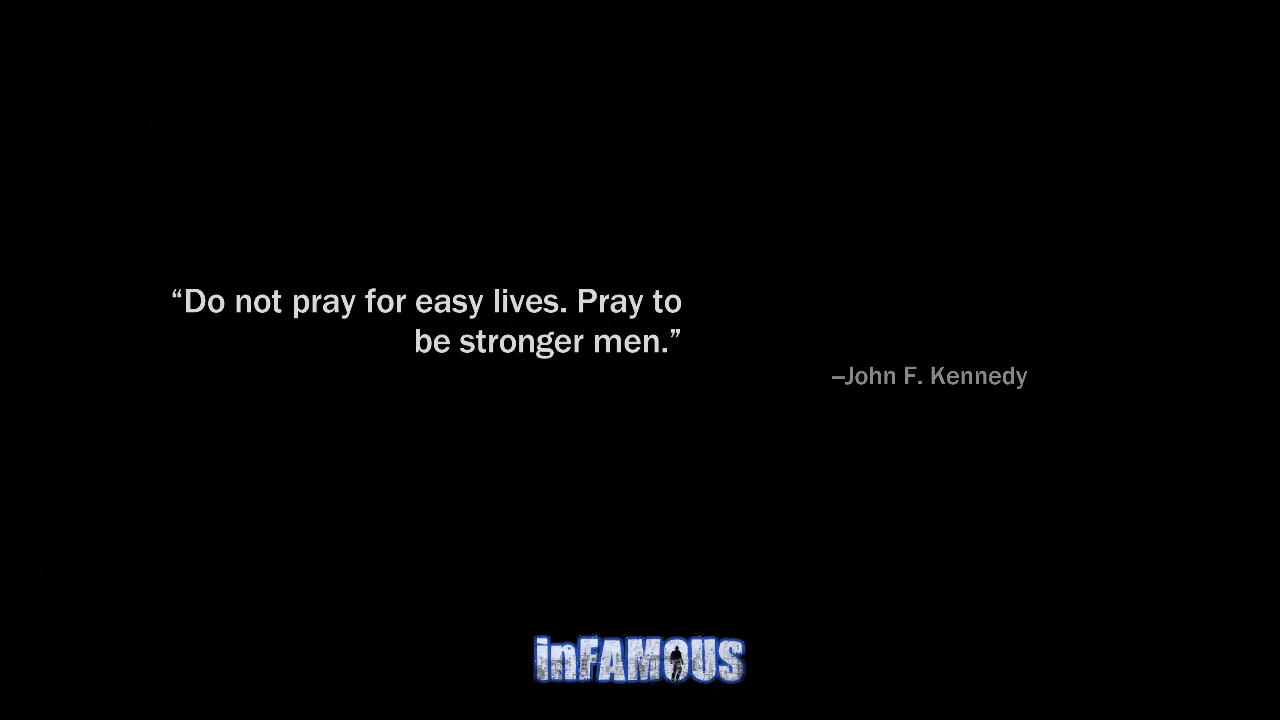 “Do not pray for easy lives. Pray to
be stronger men.”
–John F. Kennedy
inFAMOUS